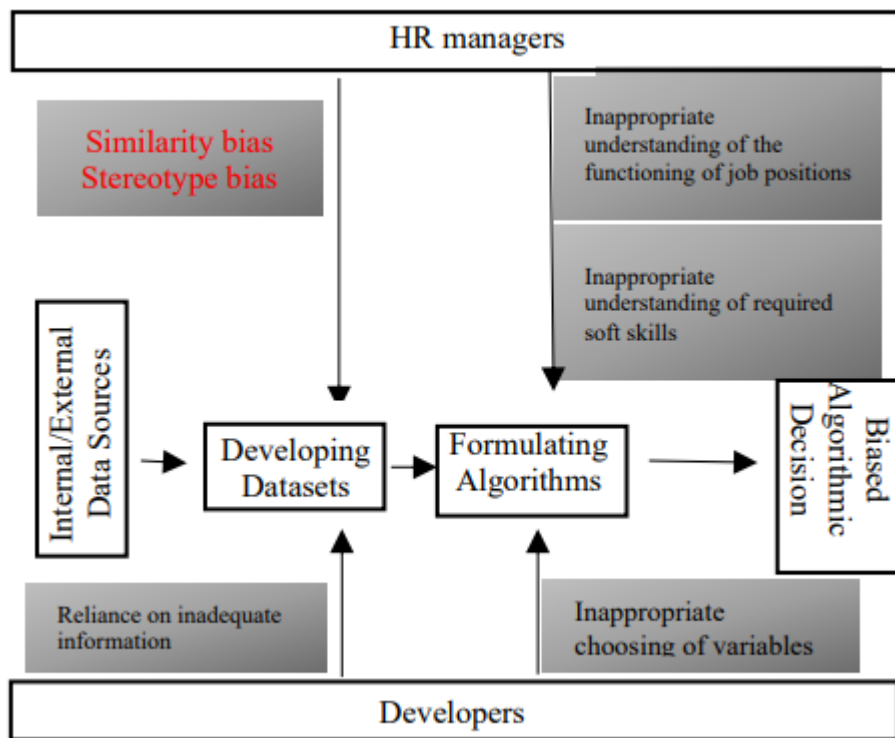 HR managers
Similarity bias
Stereotype bias
Inappropriate
understanding of the
functioning of job positions
Inappropriate
understanding of required
soft skills
Internal/External
Data Sources
Developing
Datasets
Formulating
Algorithms
Biased
Algorithmic
Decision
Reliance on inadequate
information
Inappropriate
choosing of variables
Developers